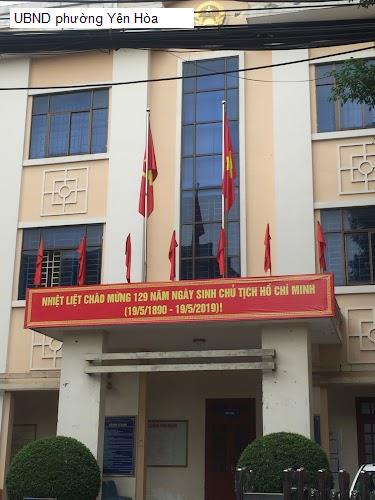 UBND phường Yên Hòa
NHIỆT LIỆT CHÀO MỪNG 129 NĂM NGÀY SINH CHỦ TỊCH HỒ CHÍ MINH
(19/5/1890 - 19/5/2019)!